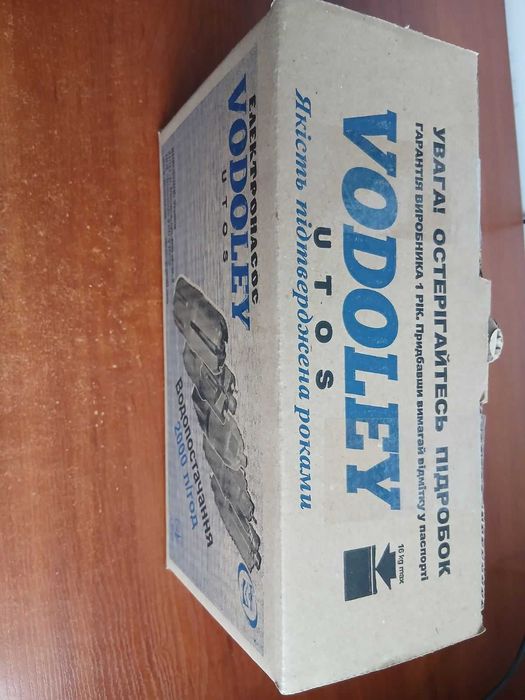 УВАГА! ОСТЕРІГАЙТЕСЬ ПІДРОБОК
ГАРАНТІЯ ВИРОБНИКА 1 РІК. Придбавши вимагай відмітку у паспорті
VODOLEY
UTOS
Якість підтверджена роками
16 kg max
ЕЛЕКТРОНАСОС
VODOLEY
UTOS
Водопостачання
2000 л/год